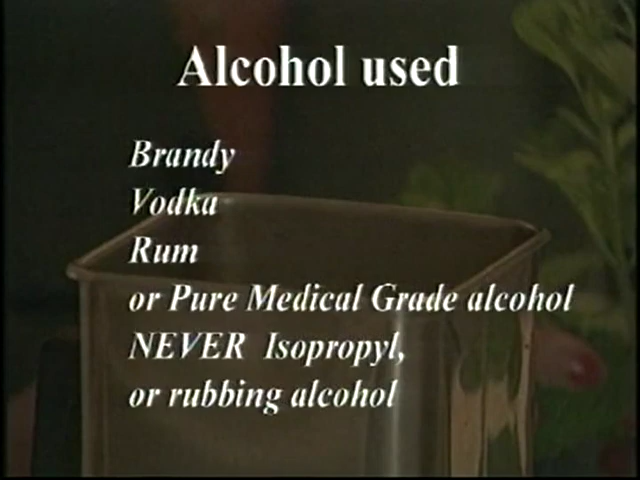 Alcohol used
Brandy
Vodka
Rum
or Pure Medical Grade alcohol
NEVER Isopropyl,
or rubbing alcohol